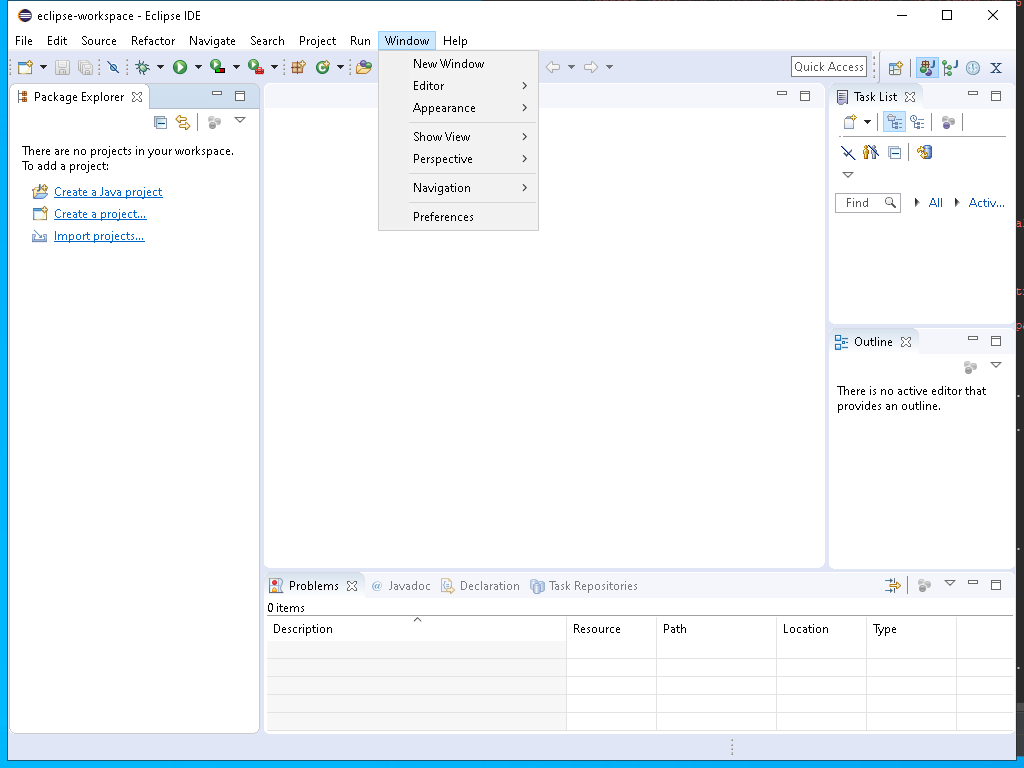 eclipse-workspace - Eclipse IDE
File Edit Source Refactor Navigate Search Project Run Window Help
Quick Access
New Window
Editor
Appearance
Show View
Perspective
Navigation
Preferences
Package Explorer
There are no projects in your workspace.
To add a project:
Create a Java project
Create a project...
Import projects...
Task List
Find All Activ...
Outline
There is no active editor that
provides an outline.
Problems @ Javadoc Declaration Task Repositories
0 items
Description Resource Path Location Type